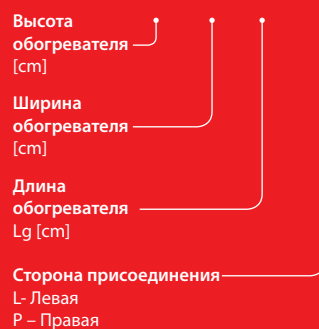 Высота
обогревателя
[cm]
Ширина
обогревателя
[cm]
Длина
обогревателя
Lg [cm]
Сторона присоединения
L- Левая
P – Правая